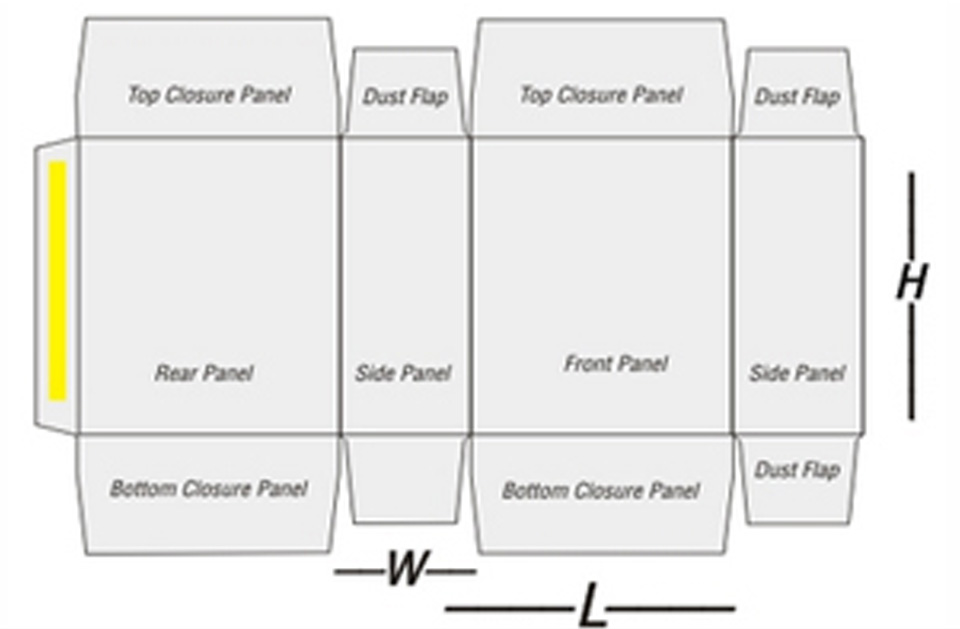 Top Closure Panel
Dust Flap
Top Closure Panel
Dust Flap
H
Rear Panel
Side Panel
Front Panel
Side Panel
Bottom Closure Panel
Bottom Closure Panel
Dust Flap
W
L